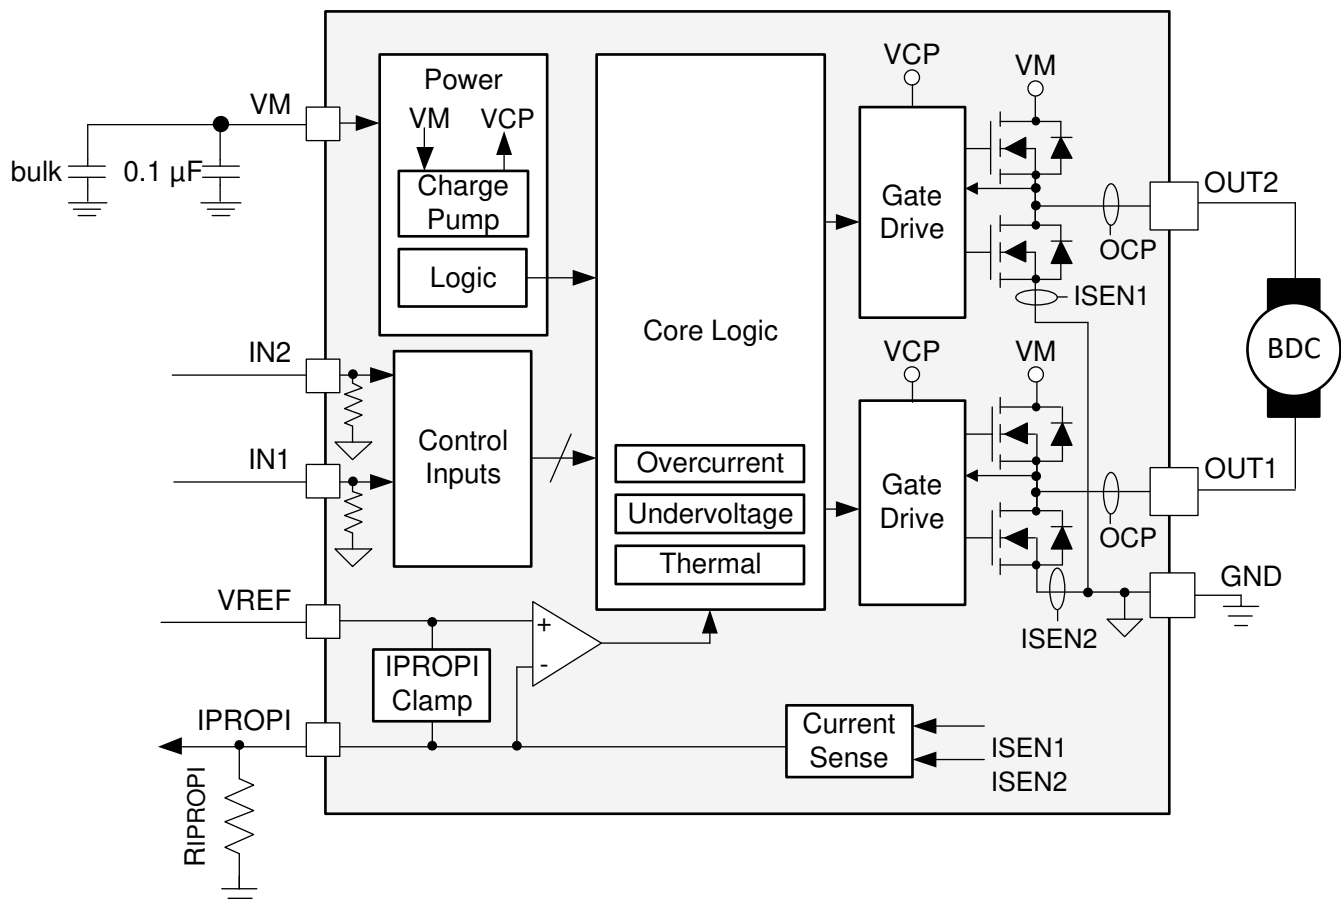 VM
bulk
0.1 µF
Power
VM
VCP
Charge
Pump
Logic
IN2
IN1
Control
Inputs
Core Logic
Overcurrent
Undervoltage
Thermal
VCP
VM
Gate
Drive
OCP
ISEN1
OUT2
BDC
VCP
VM
Gate
Drive
OCP
ISEN2
OUT1
GND
VREF
+
-
IPROPI
Clamp
IPROPI
RIPROPI
Current
Sense
ISEN1
ISEN2